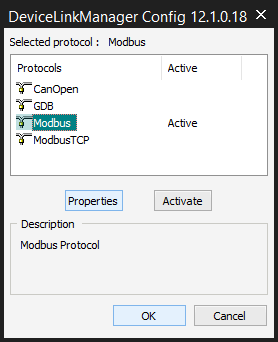 DeviceLinkManager Config 12.1.0.18
Selected protocol : Modbus
Protocols Active
CanOpen
GDB
Modbus Active
ModbusTCP
Properties Activate
Description
Modbus Protocol
OK Cancel